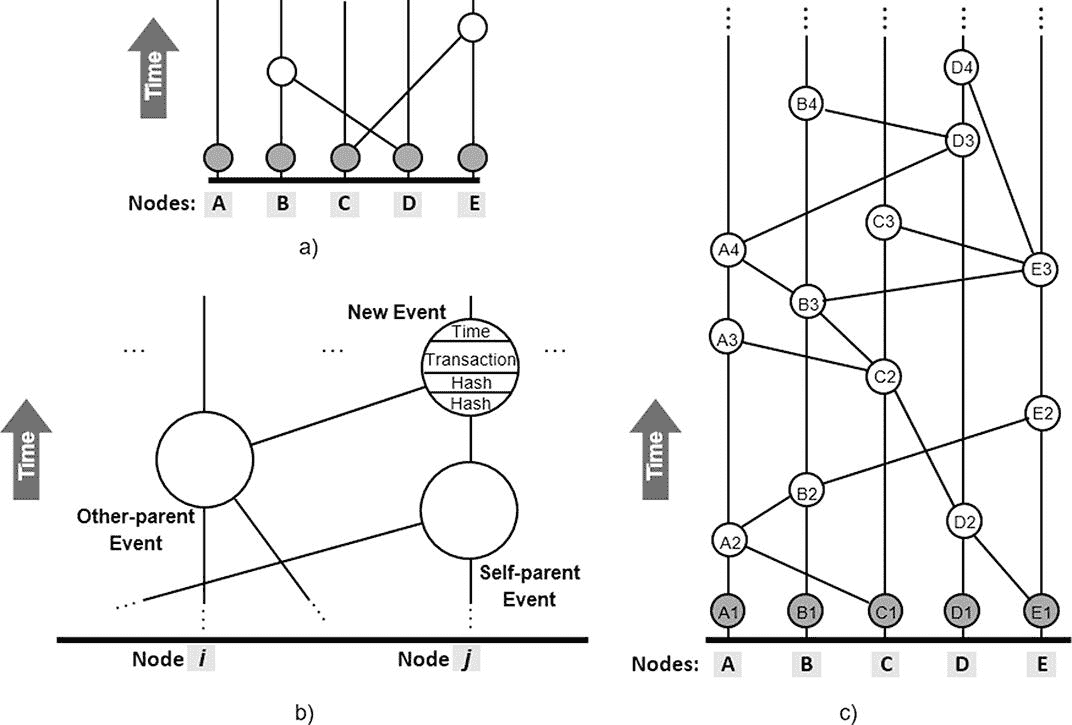 Time
Nodes: A B C D E
a)
New Event
Time
Transaction
Hash
Hash
... ... ...
Time
Other-parent
Event
Self-parent
Event
Node i Node j
b)
D4
B4
D3
C3
A4
E3
B3
A3
C2
E2
Time
B2
D2
A2
A1 B1 C1 D1 E1
Nodes: A B C D E
c)